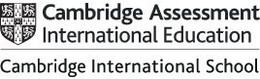 Cambridge Assessment
International Education
Cambridge International School